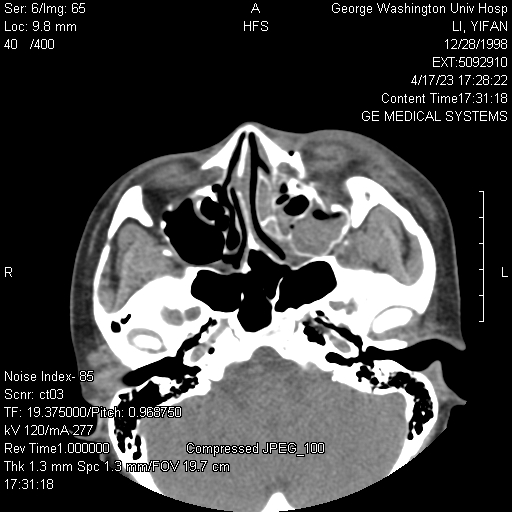 Ser: 6/Img: 65
Loc: 9.8 mm
40 /400
A
HFS
George Washington Univ Hosp
LI, YIFAN
12/28/1998
EXT:5092910
4/17/23 17:28:22
Content Time17:31:18
GE MEDICAL SYSTEMS
R
L
Noise Index- 85
Scnr: ct03
TF: 19.375000/Pitch: 0.968750
kV 120/mA-277
Rev Time1.000000
Compressed JPEG_100
Thk 1.3 mm Spc 1.3 mm/FOV 19.7 cm
17:31:18